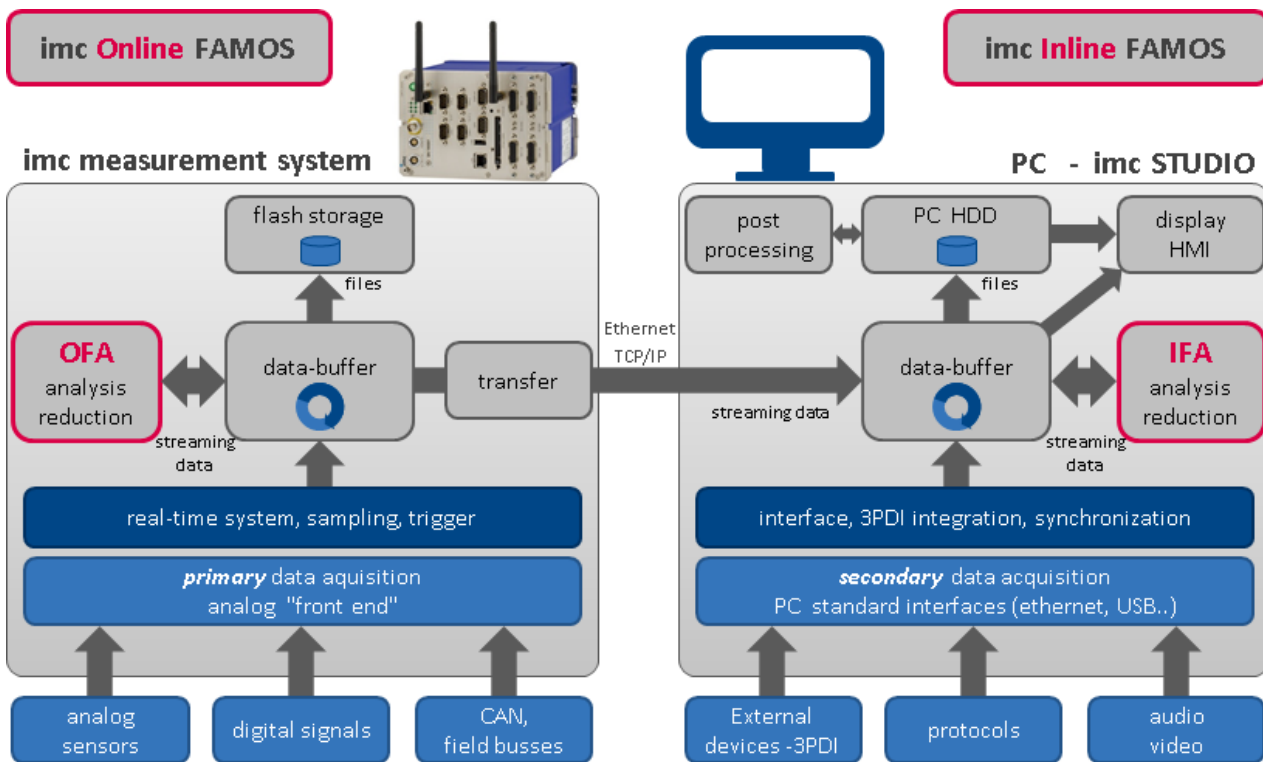 imc Online FAMOS
imc Inline FAMOS
imc measurement system
PC - imc STUDIO
flash storage
files
OFA
analysis
reduction
streaming
data
data-buffer
transfer
Ethernet
TCP/IP
streaming data
real-time system, sampling, trigger
primary data aquisition
analog "front end"
analog
sensors
digital signals
CAN,
field busses
post
processing
PC HDD
display
HMI
files
data-buffer
IFA
analysis
reduction
streaming
data
interface, 3PDI integration, synchronization
secondary data acquisition
PC standard interfaces (ethernet, USB..)
External
devices -3PDI
protocols
audio
video